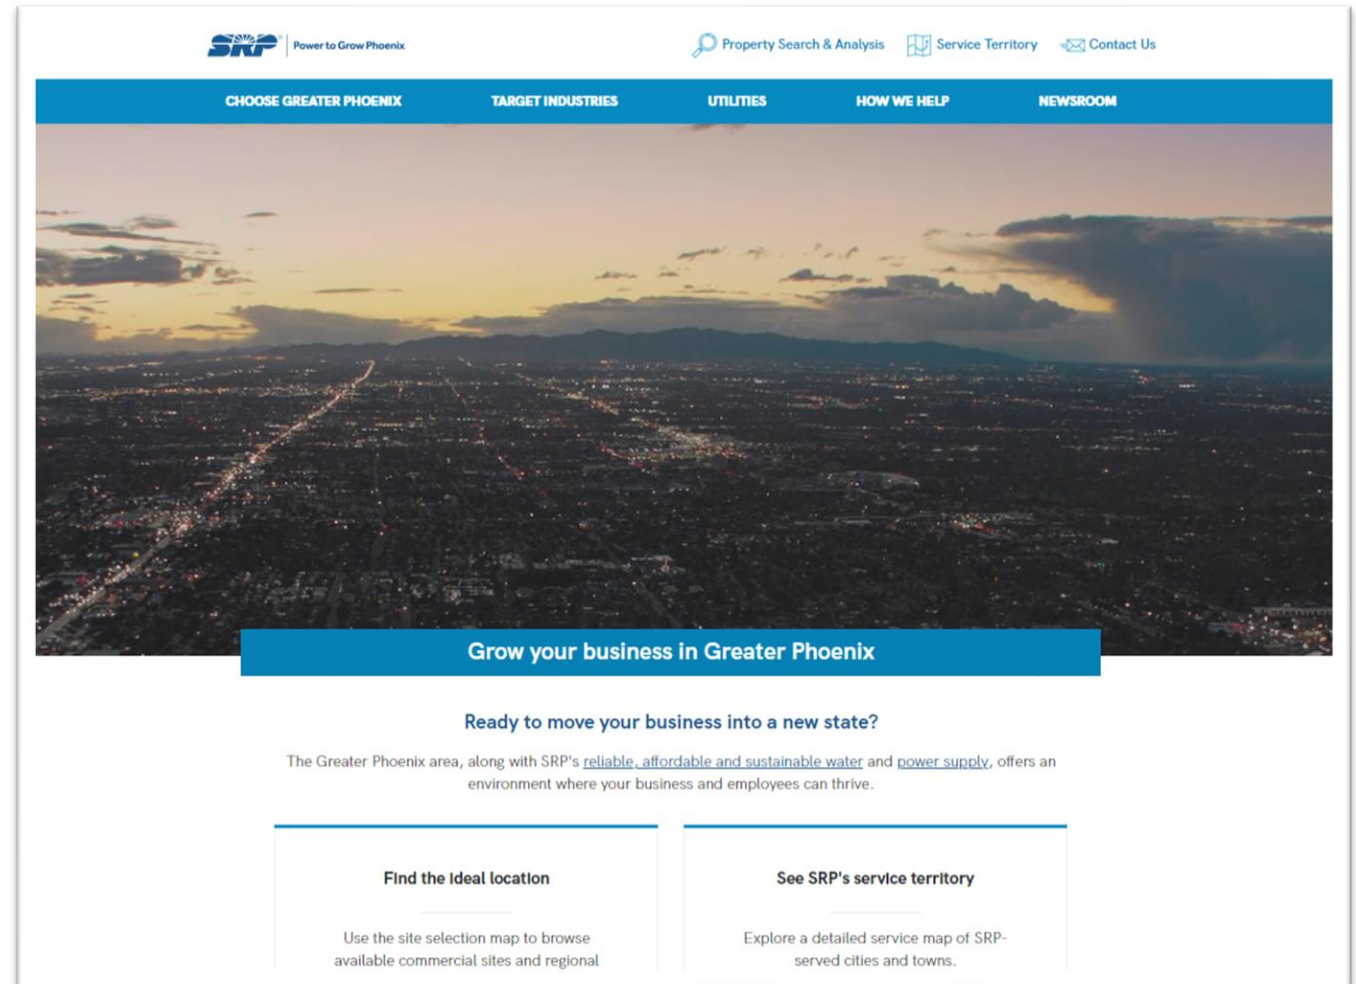 SRP Power to Grow Phoenix
Property Search & Analysis Service Territory Contact Us
CHOOSE GREATER PHOENIX TARGET INDUSTRIES UTILITIES HOW WE HELP NEWSROOM
Grow your business in Greater Phoenix
Ready to move your business into a new state?
The Greater Phoenix area, along with SRP's reliable, affordable and sustainable water and power supply, offers an
environment where your business and employees can thrive.
Find the ideal location
Use the site selection map to browse
available commercial sites and regional
See SRP's service territory
Explore a detailed service map of SRP-
served cities and towns.